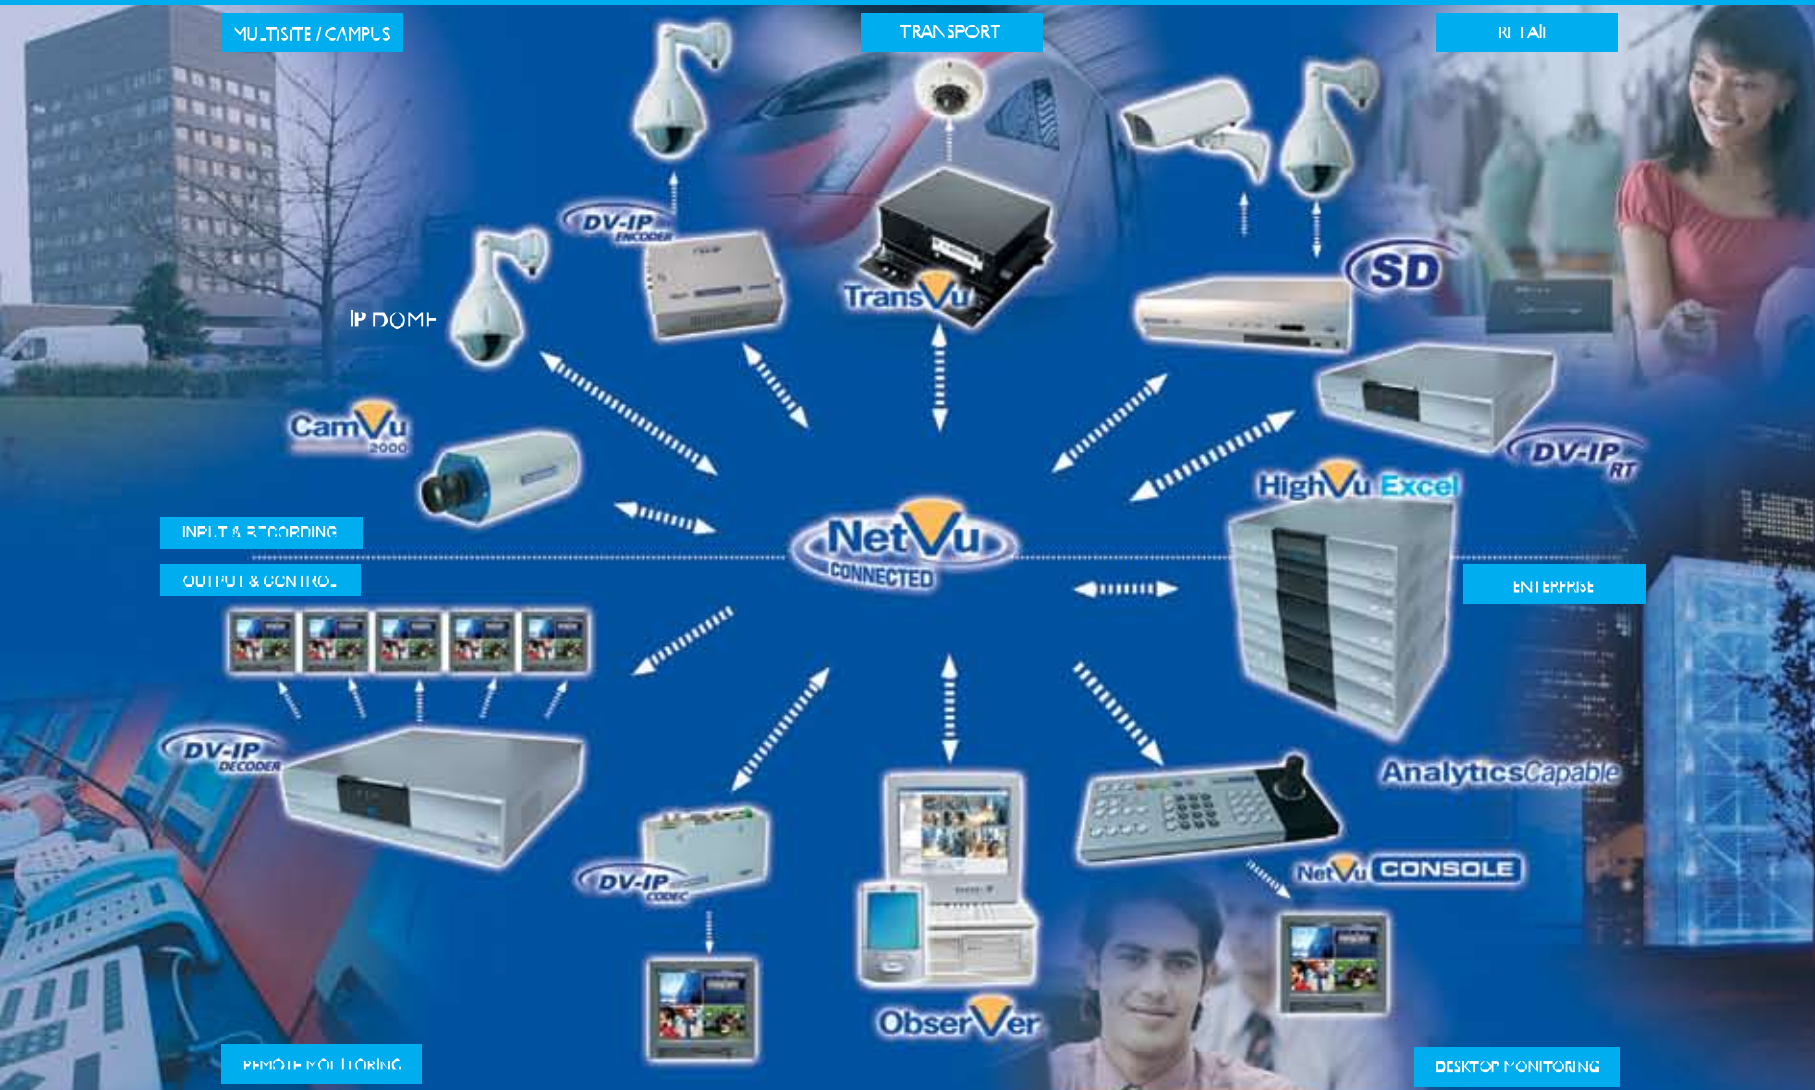 MULTISITE / CAMPUS
TRANSPORT
RETAIL
DV-IP
ENCODER
TransVu
SD
IP DOME
CamVu
2000
DV-IP
RT
HighVu Excel
INPUT & RECORDING
NetVu
CONNECTED
OUTPUT & CONTROL
ENTERPRISE
DV-IP
DECODER
AnalyticsCapable
DV-IP
CODEC
NetVu CONSOLE
ObserVer
REMOTE MONITORING
DESKTOP MONITORING